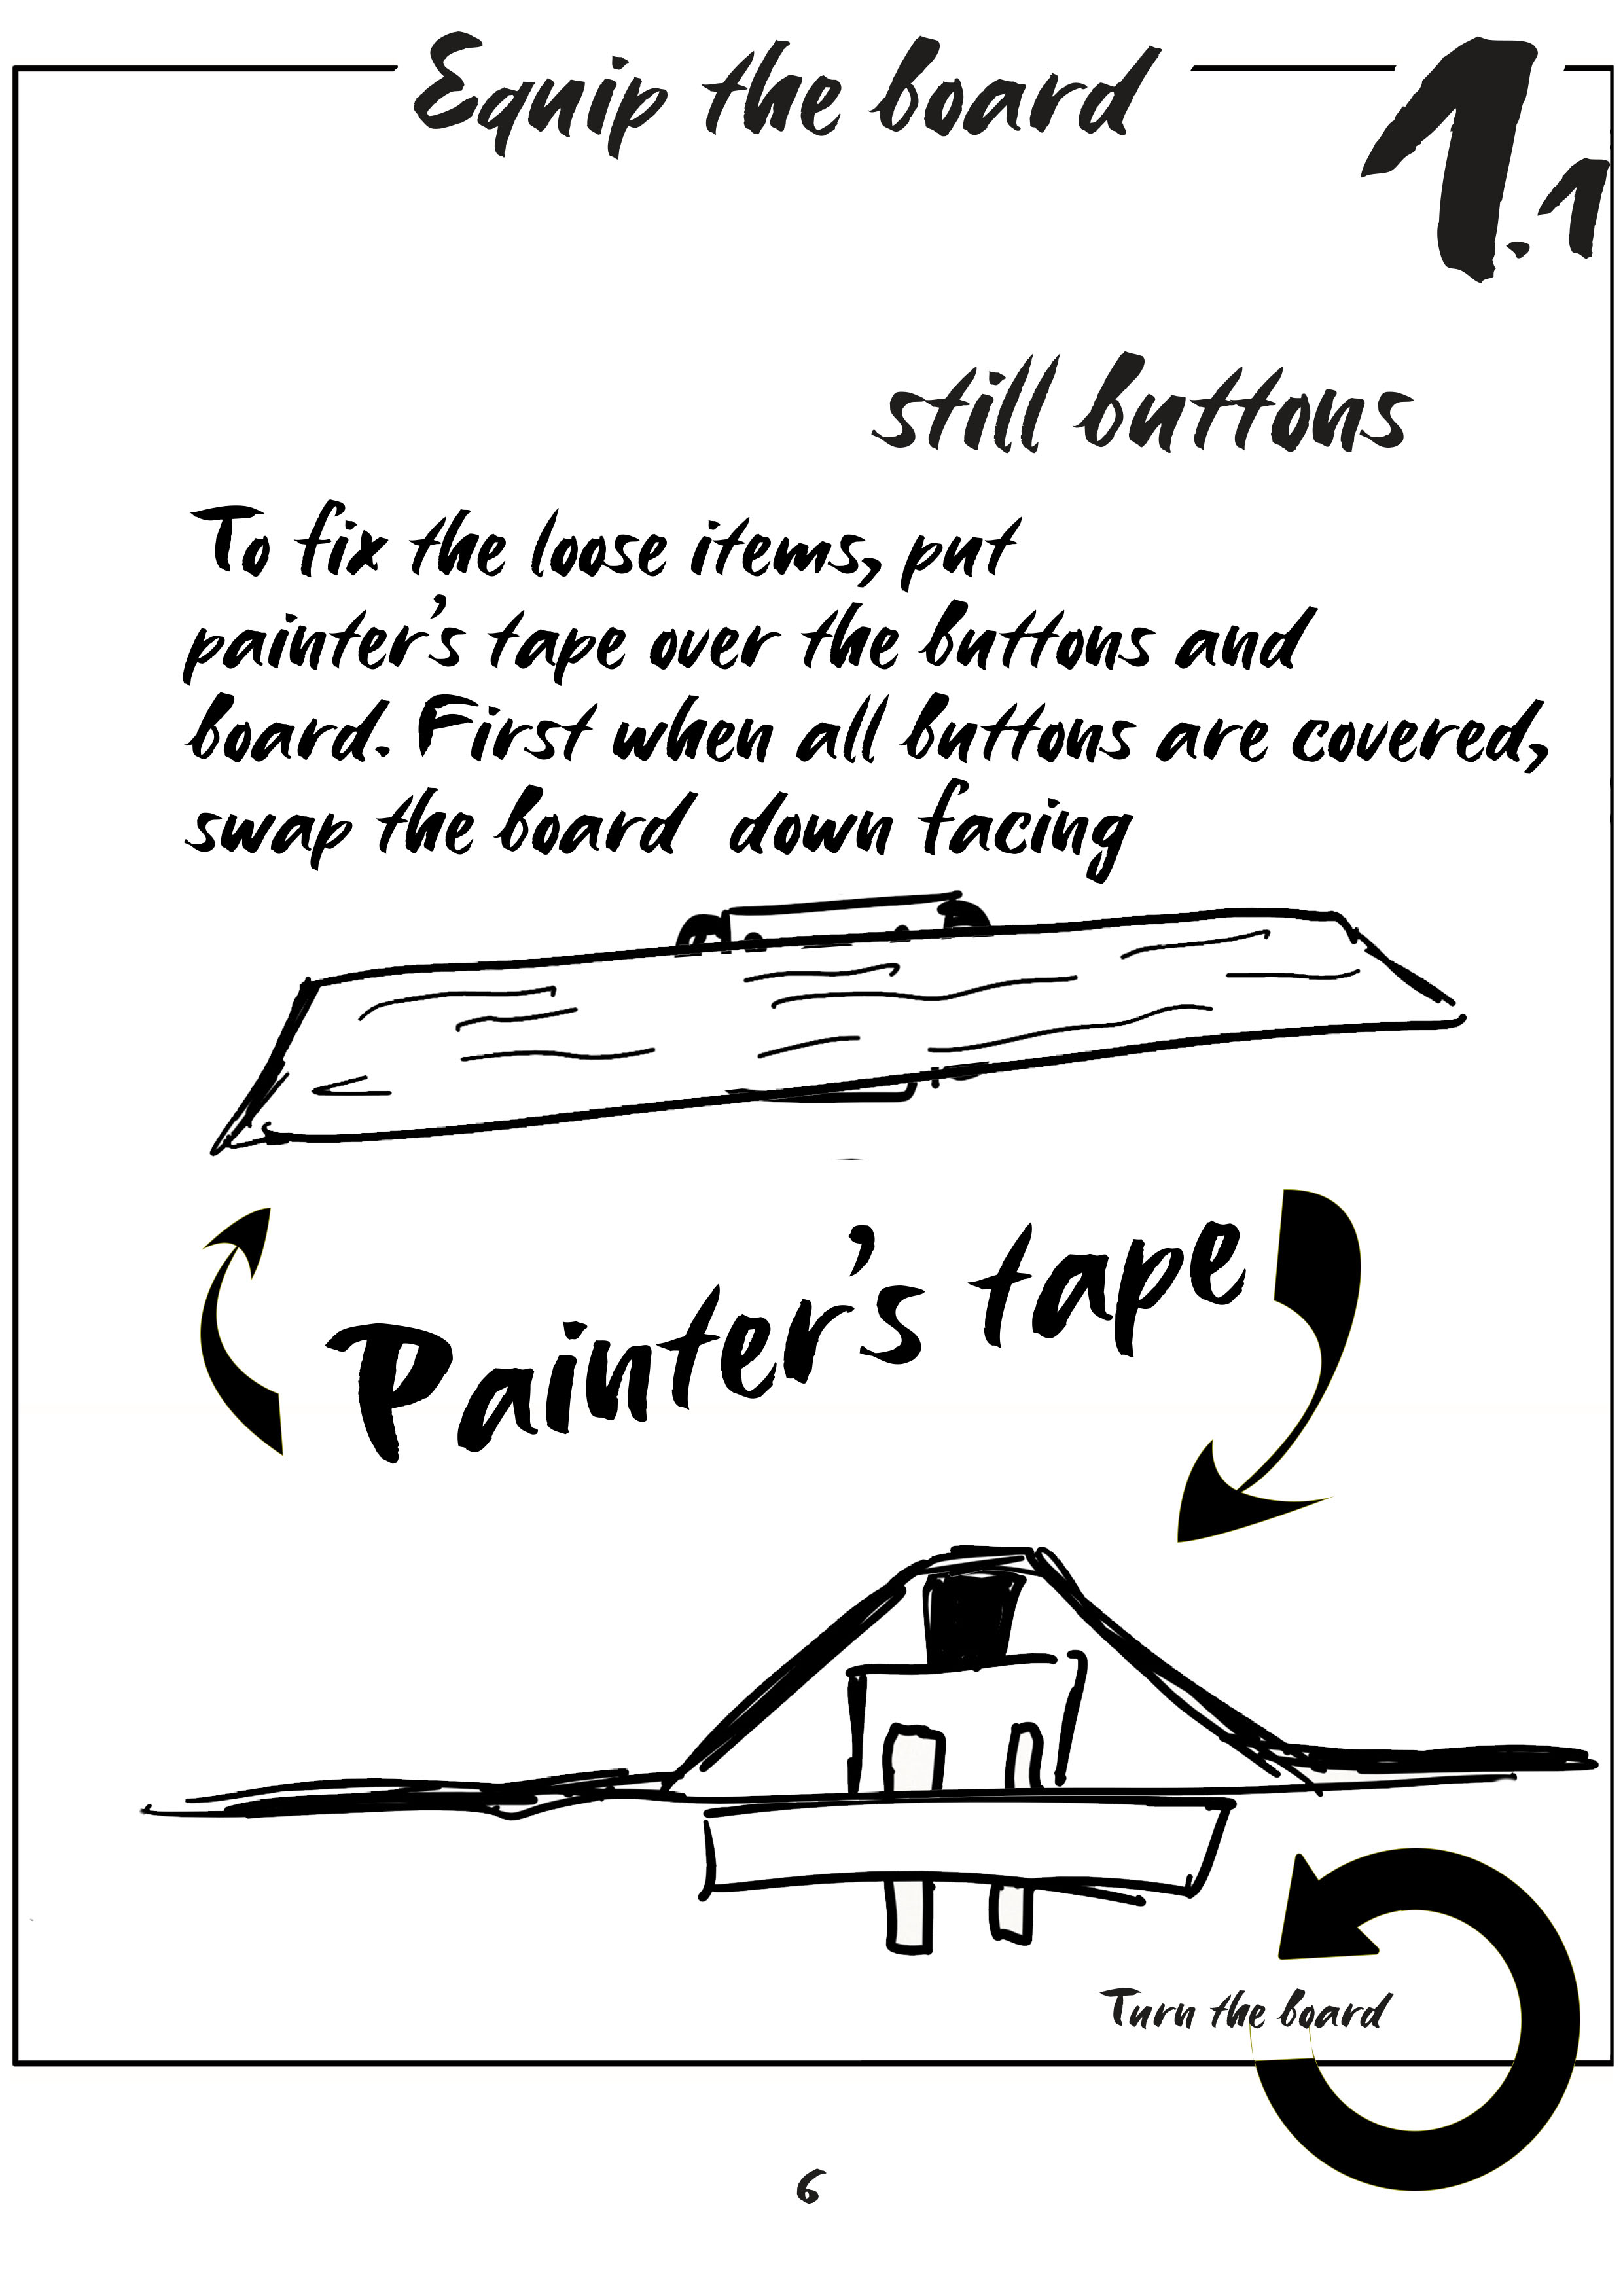 Equip the board
1.1
still buttons
To fix the loose items, put
painter's tape over the buttons and
board. First when all buttons are covered,
swap the board down facing
Painter's tape
Turn the board
6